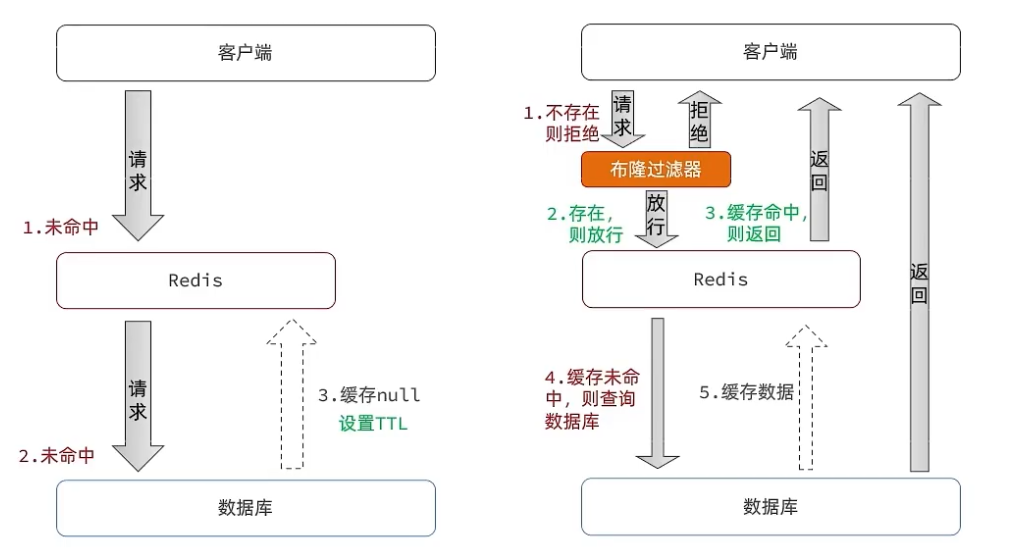 客户端
请求
1.未命中
Redis
请求
3.缓存null
设置TTL
2.未命中
数据库
客户端
1.不存在
则拒绝
请求
拒绝
布隆过滤器
2.存在，
则放行
放行
3.缓存命中，
则返回
返回
Redis
返回
4.缓存未命
中，则查询
数据库
5.缓存数据
数据库